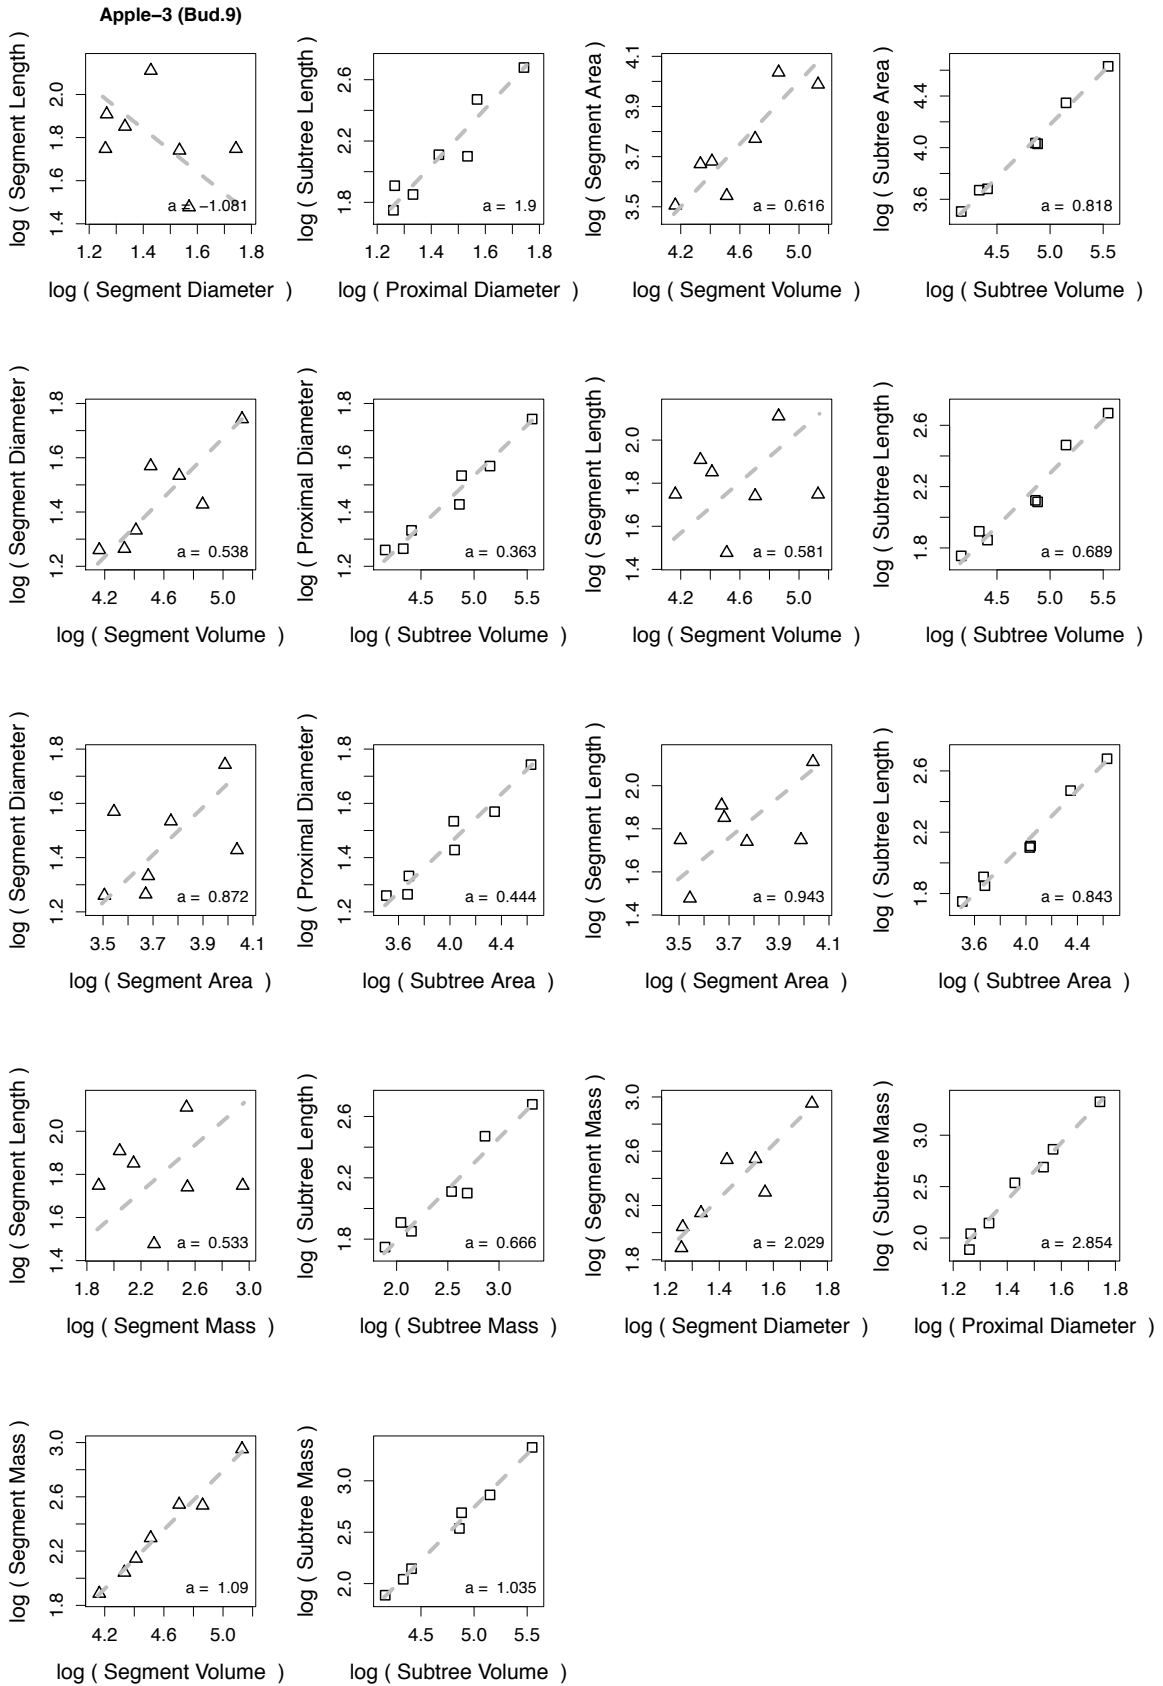 Apple−3 (Bud.9)
log ( Segment Length )
1.4 1.6 1.8 2.0
a = −1.081
1.2 1.4 1.6 1.8
log ( Segment Diameter )
log ( Subtree Length )
1.8 2.2 2.6
a = 1.9
1.2 1.4 1.6 1.8
log ( Proximal Diameter )
log ( Segment Area )
3.5 3.7 3.9 4.1
a = 0.616
4.2 4.6 5.0
log ( Segment Volume )
log ( Subtree Area )
3.6 4.0 4.4
a = 0.818
4.5 5.0 5.5
log ( Subtree Volume )
log ( Segment Diameter )
1.2 1.4 1.6 1.8
a = 0.538
4.2 4.6 5.0
log ( Segment Volume )
log ( Proximal Diameter )
1.2 1.4 1.6 1.8
a = 0.363
4.5 5.0 5.5
log ( Subtree Volume )
log ( Segment Length )
1.4 1.6 1.8 2.0
a = 0.581
4.2 4.6 5.0
log ( Segment Volume )
log ( Subtree Length )
1.8 2.2 2.6
a = 0.689
4.5 5.0 5.5
log ( Subtree Volume )
log ( Segment Diameter )
1.2 1.4 1.6 1.8
a = 0.872
3.5 3.7 3.9 4.1
log ( Segment Area )
log ( Proximal Diameter )
1.2 1.4 1.6 1.8
a = 0.444
3.6 4.0 4.4
log ( Subtree Area )
log ( Segment Length )
1.4 1.6 1.8 2.0
a = 0.943
3.5 3.7 3.9 4.1
log ( Segment Area )
log ( Subtree Length )
1.8 2.2 2.6
a = 0.843
3.6 4.0 4.4
log ( Subtree Area )
log ( Segment Length )
1.4 1.6 1.8 2.0
a = 0.533
1.8 2.2 2.6 3.0
log ( Segment Mass )
log ( Subtree Length )
1.8 2.2 2.6
a = 0.666
2.0 2.5 3.0
log ( Subtree Mass )
log ( Segment Mass )
1.8 2.2 2.6 3.0
a = 2.029
1.2 1.4 1.6 1.8
log ( Segment Diameter )
log ( Subtree Mass )
2.0 2.5 3.0
a = 2.854
1.2 1.4 1.6 1.8
log ( Proximal Diameter )
log ( Segment Mass )
1.8 2.2 2.6 3.0
a = 1.09
4.2 4.6 5.0
log ( Segment Volume )
log ( Subtree Mass )
2.0 2.5 3.0
a = 1.035
4.5 5.0 5.5
log ( Subtree Volume )